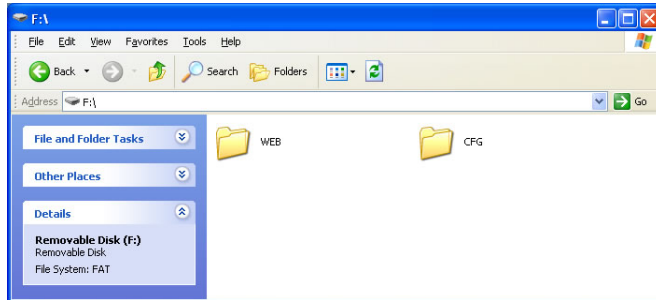 F:\
File Edit View Favorites Tools Help
Back Search Folders
Address F:\ Go
File and Folder Tasks
Other Places
Details
Removable Disk (F:)
Removable Disk
File System: FAT
WEB CFG